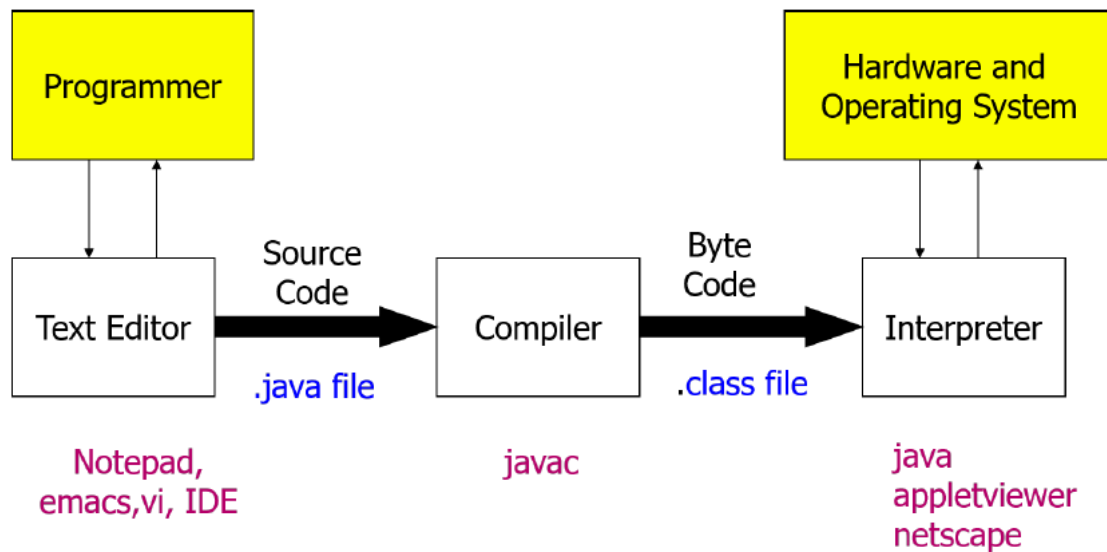 Programmer
Hardware and
Operating System
Source
Code
Byte
Code
Text Editor
Compiler
Interpreter
.java file
.class file
Notepad,
emacs,vi, IDE
javac
java
appletviewer
netscape